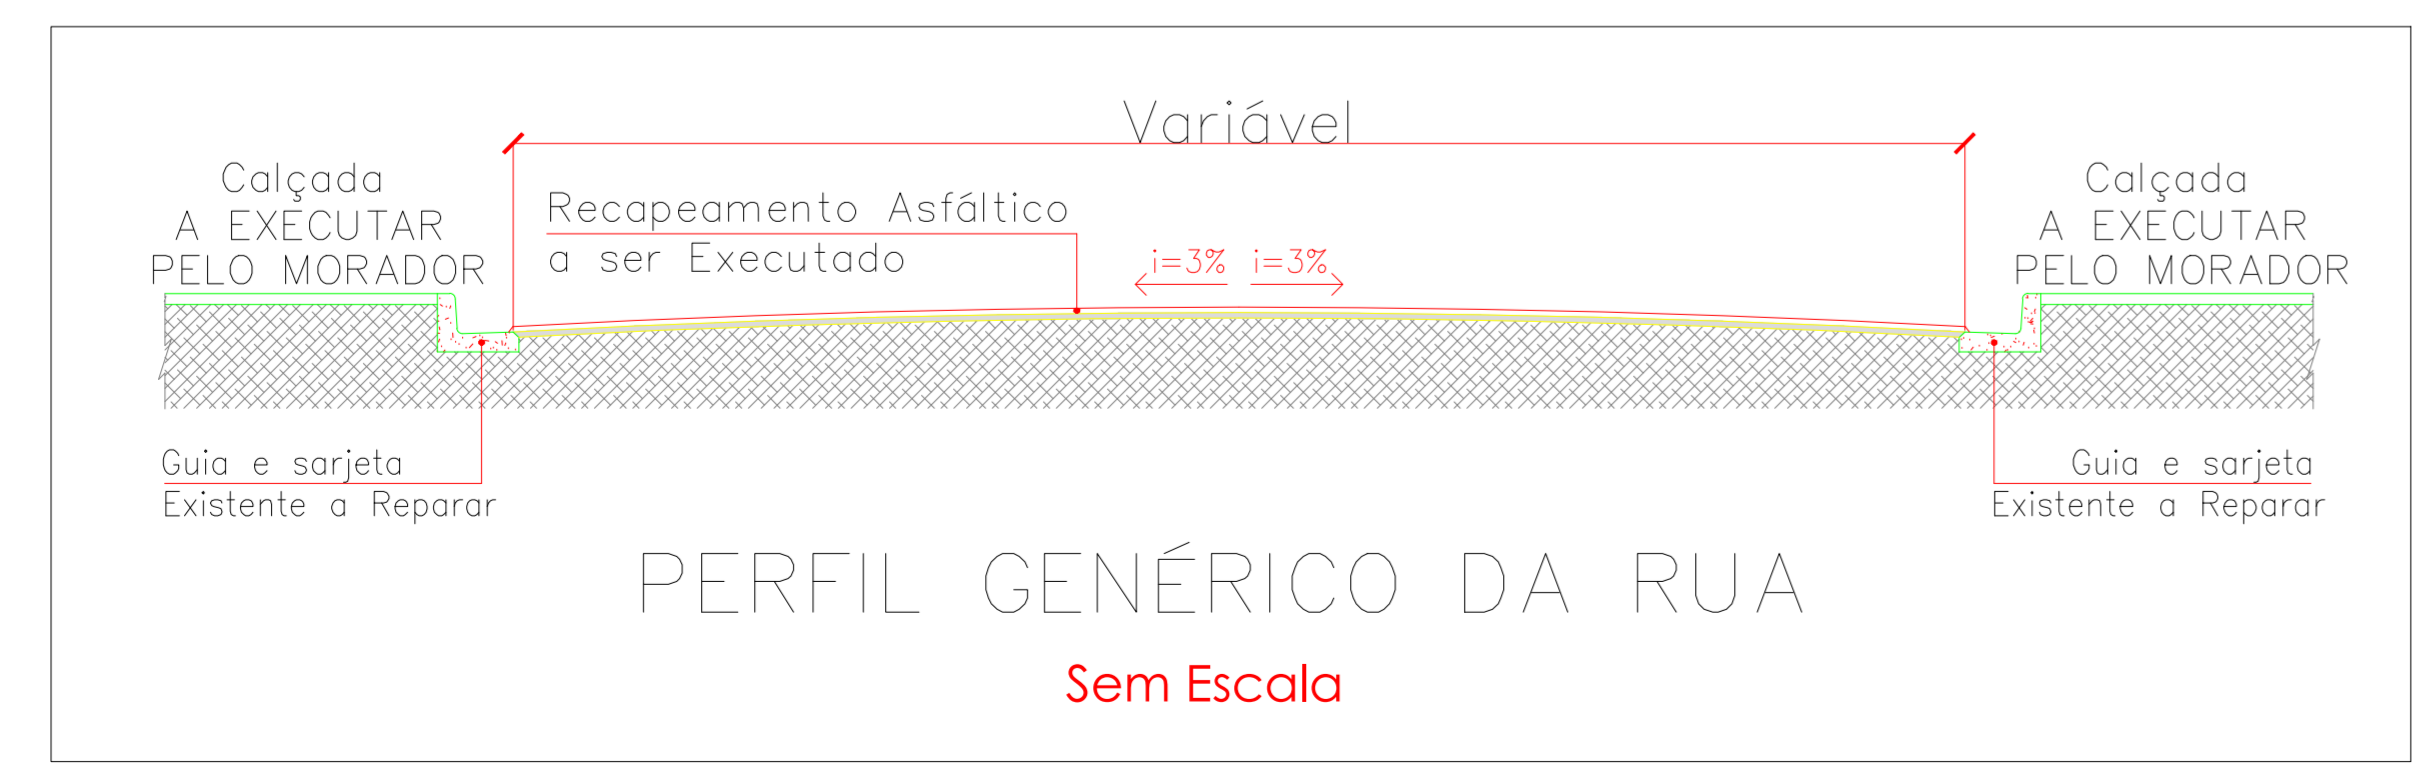 Variável
Calçada
A EXECUTAR
PELO MORADOR
Recapeamento Asfáltico
a ser Executado
i=3%
i=3%
Calçada
A EXECUTAR
PELO MORADOR
Guia e sarjeta
Existente a Reparar
Guia e sarjeta
Existente a Reparar
PERFIL GENÉRICO DA RUA
Sem Escala